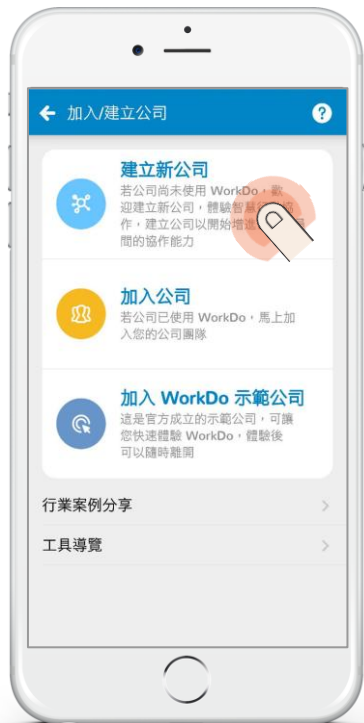 加入/建立公司
?
建立新公司
若公司尚未使用 WorkDo，歡
迎建立新公司，體驗智慧行動協
作，建立公司以開始增進
間的協作能力
加入公司
若公司已使用 WorkDo，馬上加
入您的公司團隊
加入 WorkDo 示範公司
這是官方成立的示範公司，可讓
您快速體驗 WorkDo，體驗後
可以隨時離開
行業案例分享
工具導覽